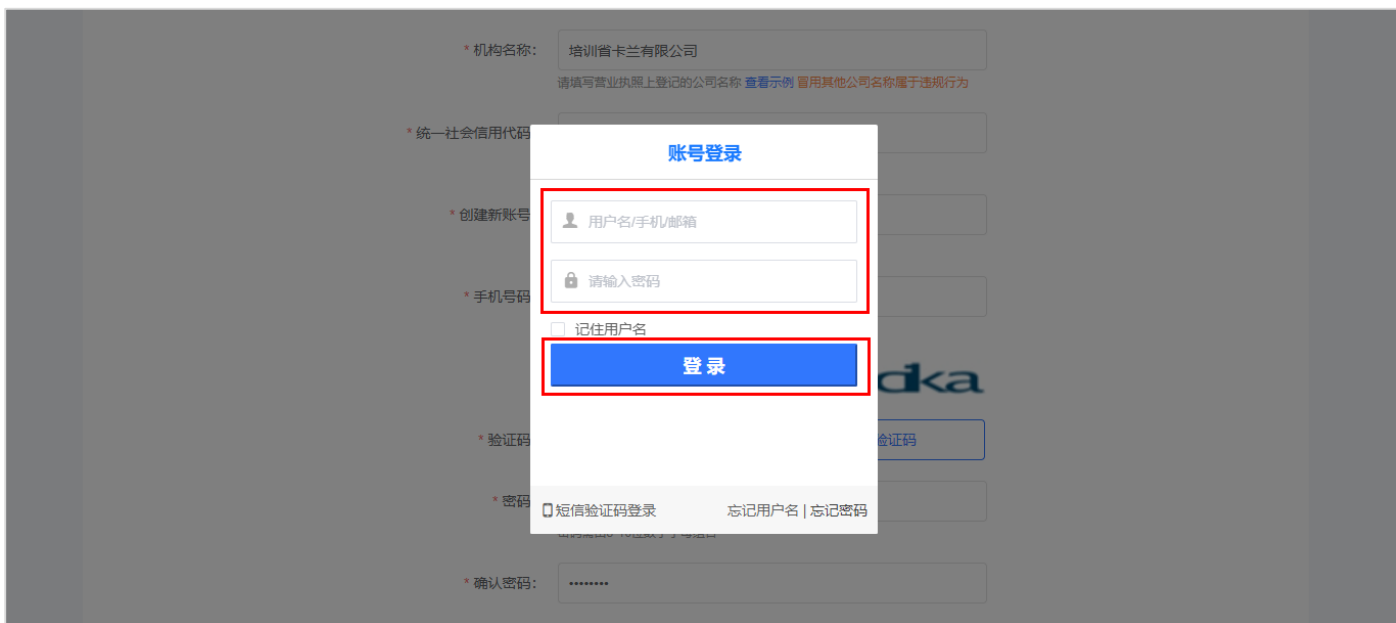 * 机构名称： 培训省卡兰有限公司
请填写营业执照上登记的公司名称 查看示例 冒用其他公司名称属于违规行为
* 统一社会信用代码
账号登录
* 创建新账号
用户名/手机/邮箱
请输入密码
* 手机号码
记住用户名
登录
cka
* 验证码
验证码
* 密码
短信验证码登录 忘记用户名 | 忘记密码
* 确认密码： ••••••••